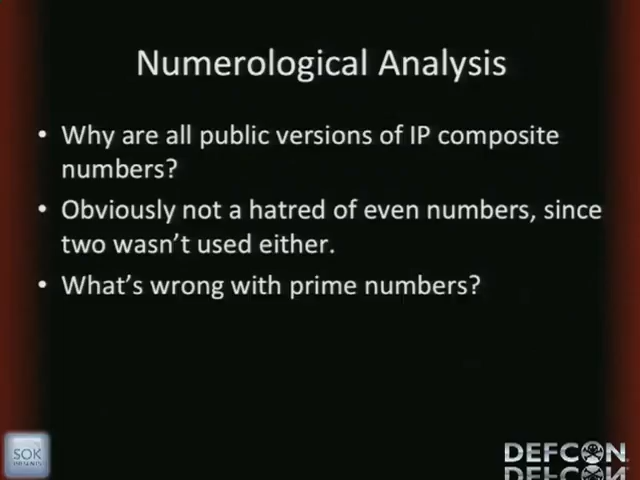 Numerological Analysis
• Why are all public versions of IP composite
numbers?
• Obviously not a hatred of even numbers, since
two wasn't used either.
• What's wrong with prime numbers?
SOK
DEFCON